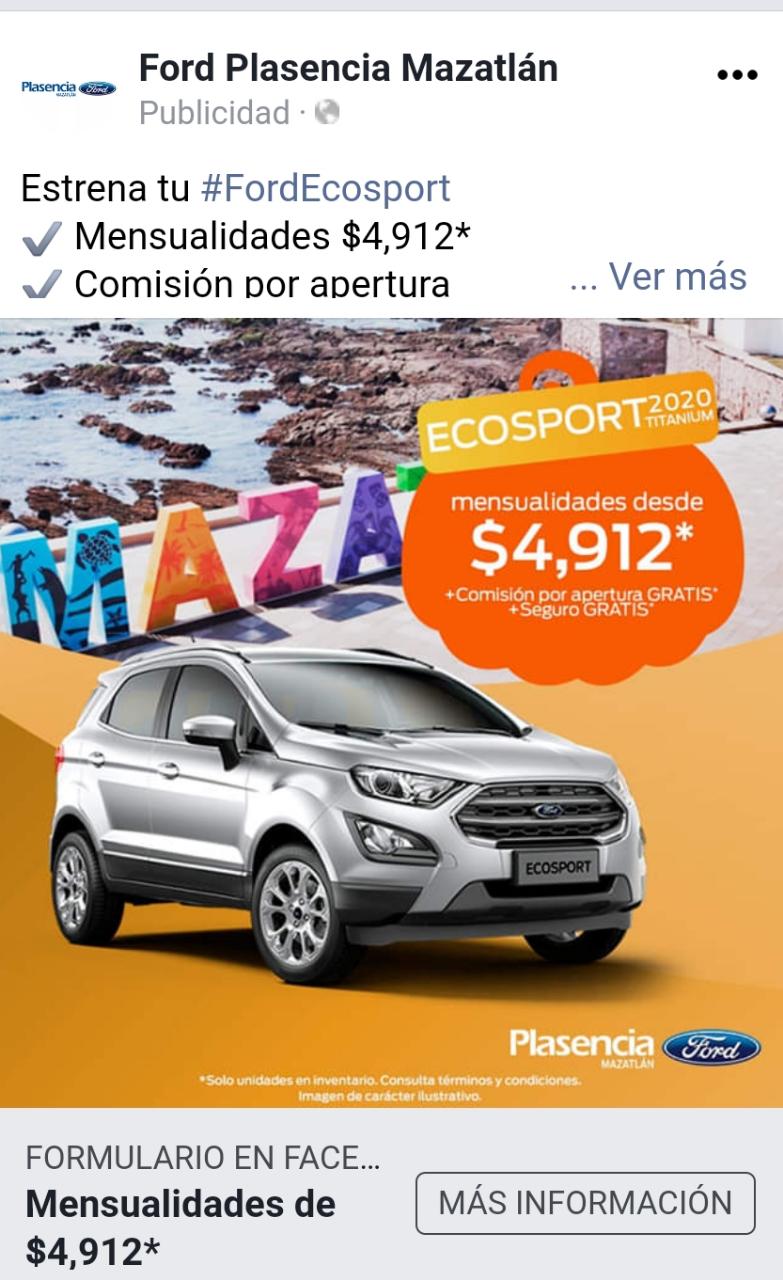 Plasencia Ford
MAZATLÁN
Ford Plasencia Mazatlán
Publicidad ·
Estrena tu #FordEcosport
Mensualidades $4,912*
Comisión por apertura
... Ver más
MAZA
ECOSPORT 2020
TITANIUM
mensualidades desde
$4,912*
+Comisión por apertura GRATIS*
+Seguro GRATIS*
Ford
ECOSPORT
Plasencia Ford
MAZATLÁN
*Solo unidades en inventario. Consulta términos y condiciones.
Imagen de carácter ilustrativo.
FORMULARIO EN FACE...
Mensualidades de
$4,912*
MÁS INFORMACIÓN